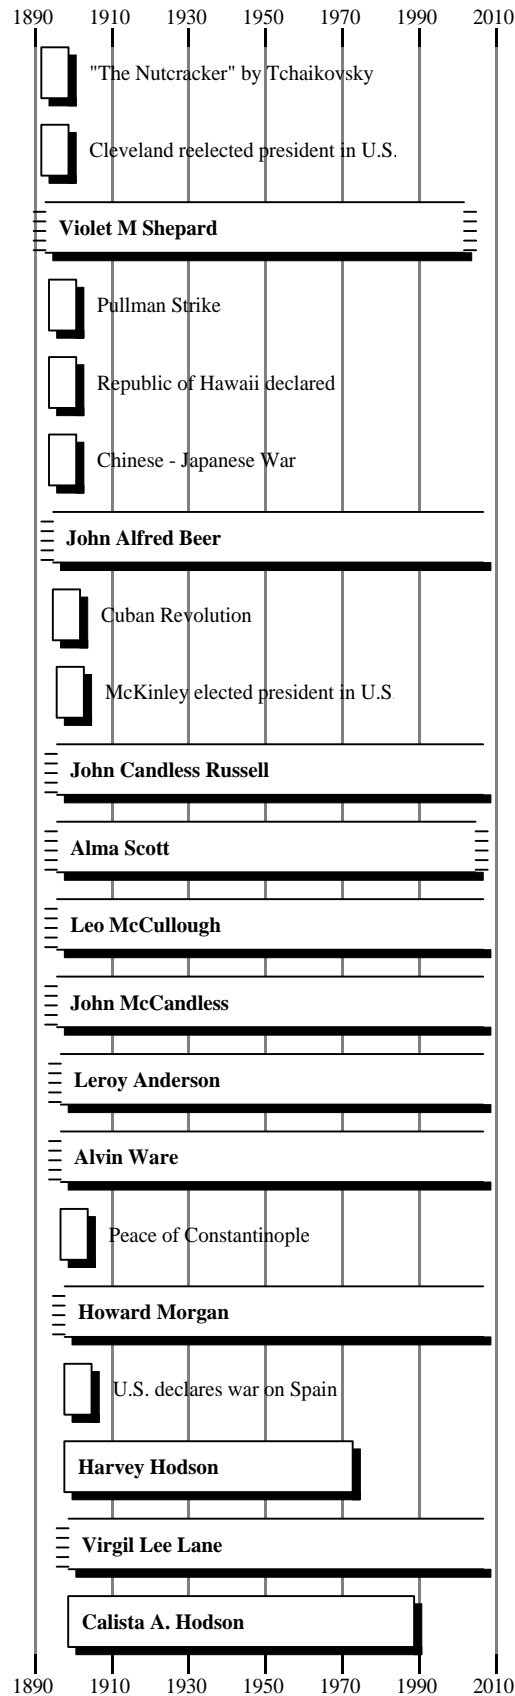 1890 1910 1930 1950 1970 1990 2010
"The Nutcracker" by Tchaikovsky
Cleveland reelected president in U.S.
Violet M Shepard
Pullman Strike
Republic of Hawaii declared
Chinese - Japanese War
John Alfred Beer
Cuban Revolution
McKinley elected president in U.S.
John Candless Russell
Alma Scott
Leo McCullough
John McCandless
Leroy Anderson
Alvin Ware
Peace of Constantinople
Howard Morgan
U.S. declares war on Spain
Harvey Hodson
Virgil Lee Lane
Calista A. Hodson
1890 1910 1930 1950 1970 1990 2010